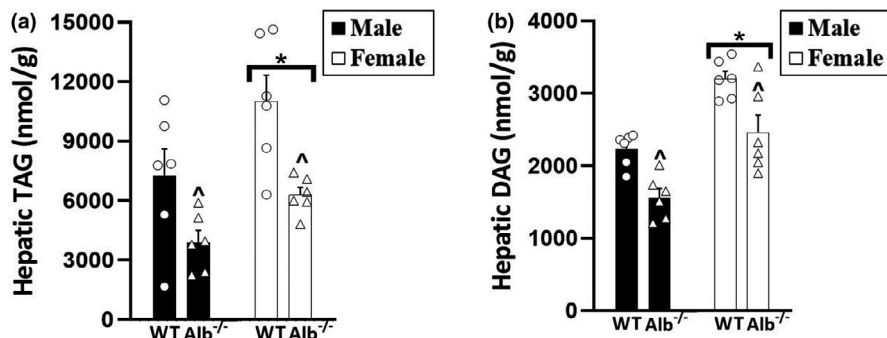 (a)
Hepatic TAG (nmol/g)
15000
12000
9000
6000
3000
0
*
^
^
WT Alb-/-
WT Alb-/-
Male
Female
(b)
Hepatic DAG (nmol/g)
4000
3000
2000
1000
0
*
^
^
WT Alb-/-
WT Alb-/-
Male
Female